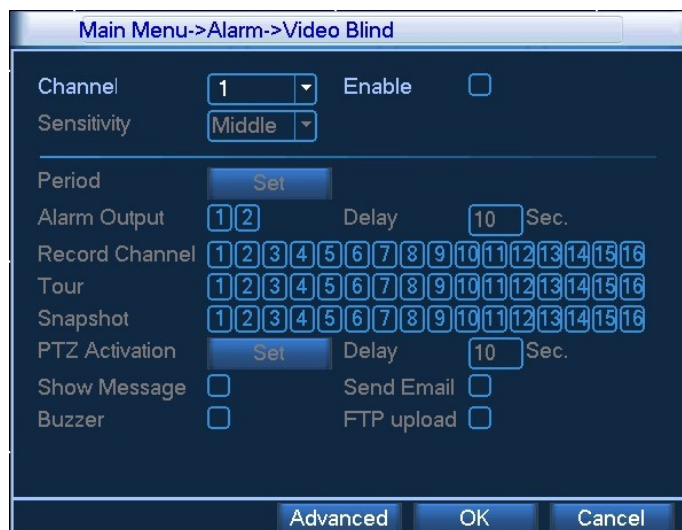 Main Menu->Alarm->Video Blind
Channel 1 Enable
Sensitivity Middle
Period Set
Alarm Output 1 2 Delay 10 Sec.
Record Channel 1 2 3 4 5 6 7 8 9 10 11 12 13 14 15 16
Tour 1 2 3 4 5 6 7 8 9 10 11 12 13 14 15 16
Snapshot 1 2 3 4 5 6 7 8 9 10 11 12 13 14 15 16
PTZ Activation Set Delay 10 Sec.
Show Message Send Email
Buzzer FTP upload
Advanced OK Cancel